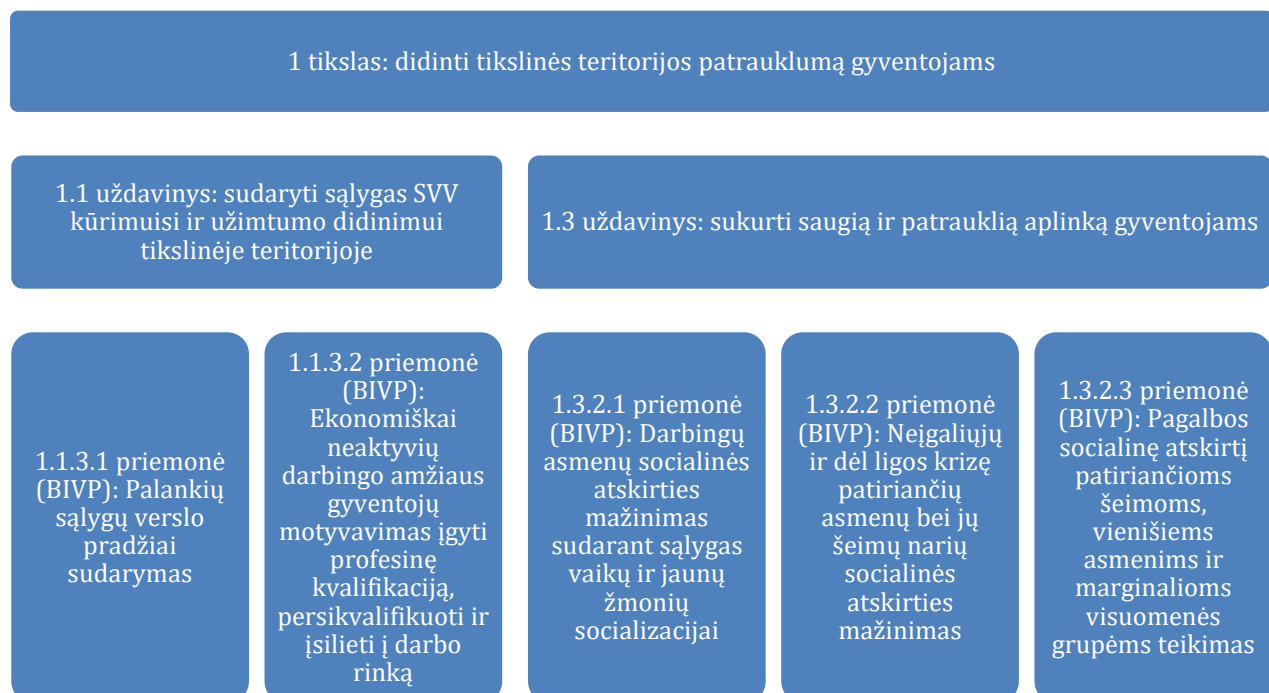 1 tikslas: didinti tikslinės teritorijos patrauklumą gyventojams
1.1 uždavinys: sudaryti sąlygas SVV
kūrimuisi ir užimtumo didinimui
tikslinėje teritorijoje
1.3 uždavinys: sukurti saugią ir patrauklią aplinką gyventojams
1.1.3.1 priemonė
(BIVP): Palankių
sąlygų verslo
pradžiai
sudarymas
1.1.3.2 priemonė
(BIVP):
Ekonomiškai
neaktyvių
darbingo amžiaus
gyventojų
motyvavimas įgyti
profesinę
kvalifikaciją,
persikvalifikuoti ir
įsilieti į darbo
rinką
1.3.2.1 priemonė
(BIVP): Darbingų
asmenų socialinės
atskirties
mažinimas
sudarant sąlygas
vaikų ir jaunų
žmonių
socializacijai
1.3.2.2 priemonė
(BIVP): Neįgaliųjų
ir dėl ligos krizę
patiriančių
asmenų bei jų
šeimų narių
socialinės
atskirties
mažinimas
1.3.2.3 priemonė
(BIVP): Pagalbos
socialinę atskirtį
patiriančioms
šeimoms,
vienišiems
asmenims ir
marginalioms
visuomenės
grupėms teikimas